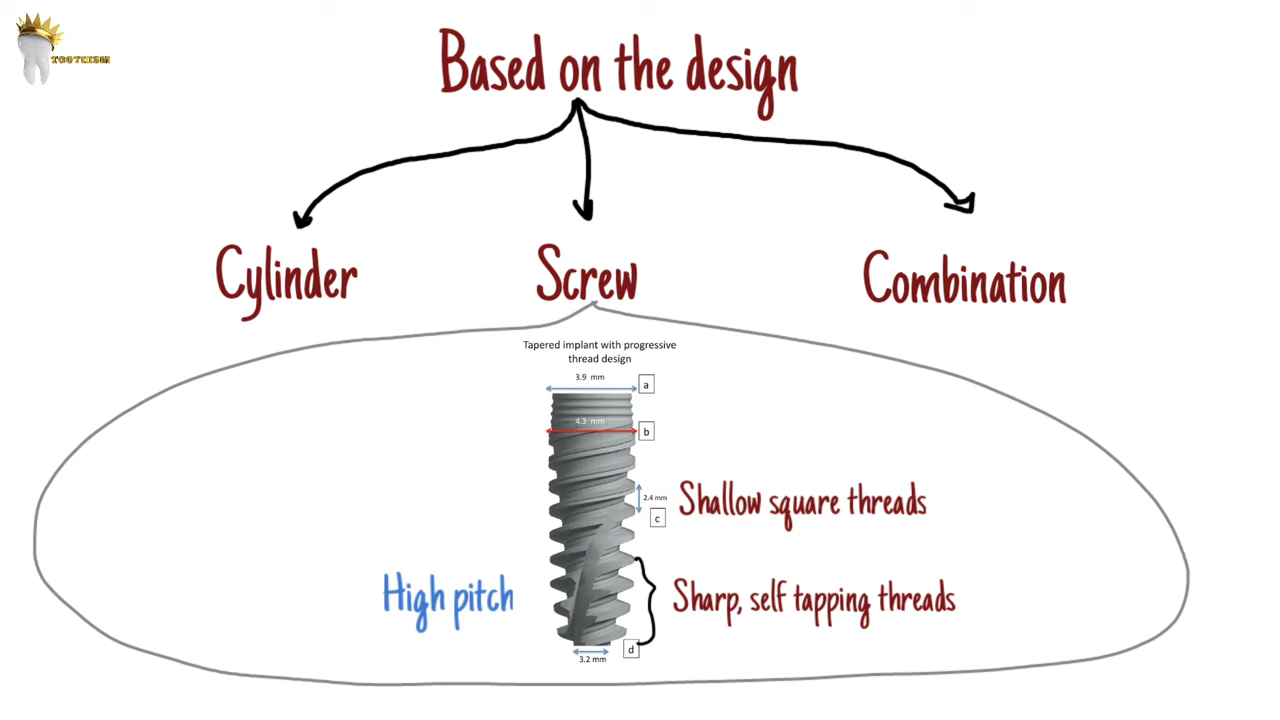 TOOTHISM
Based on the design
Cylinder
Screw
Combination
Tapered implant with progressive
thread design
3.9 mm
a
4.3 mm
b
2.4 mm
c
Shallow square threads
High pitch
Sharp, self tapping threads
d
3.2 mm